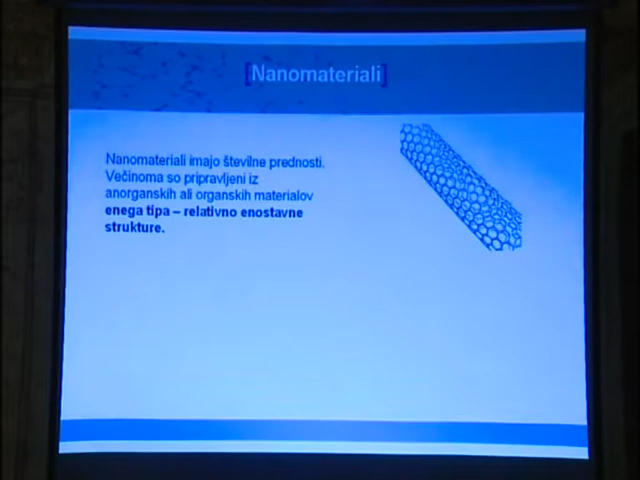 [Nanomateriali]
Nanomateriali imajo številne prednosti.
Večinoma so pripravljeni iz
anorganskih ali organskih materialov
enega tipa – relativno enostavne
strukture.